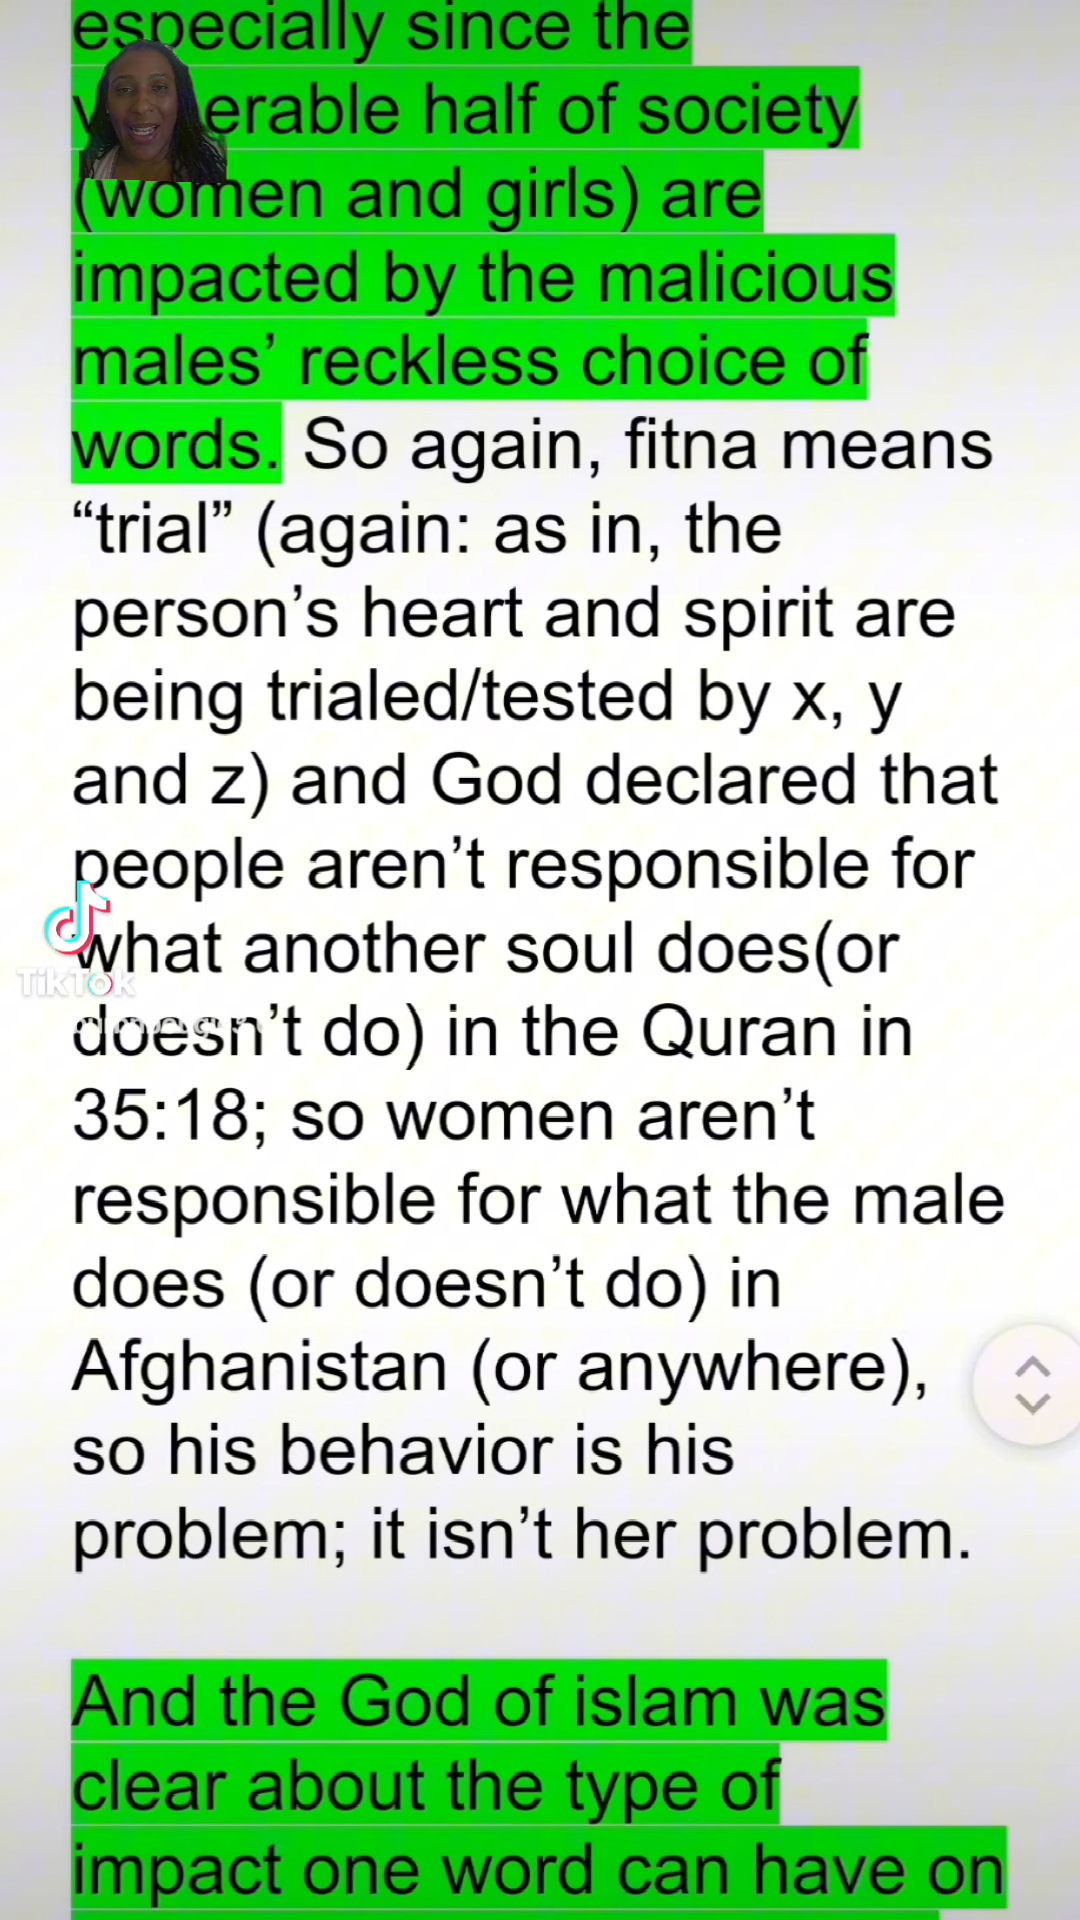 especially since the
erable half of society
(women and girls) are
impacted by the malicious
males’ reckless choice of
words. So again, fitna means
“trial” (again: as in, the
person’s heart and spirit are
being trialed/tested by x, y
and z) and God declared that
people aren’t responsible for
what another soul does(or
TikTok
doesn’t do) in the Quran in
35:18; so women aren’t
responsible for what the male
does (or doesn’t do) in
Afghanistan (or anywhere),
so his behavior is his
problem; it isn’t her problem.
And the God of islam was
clear about the type of
impact one word can have on